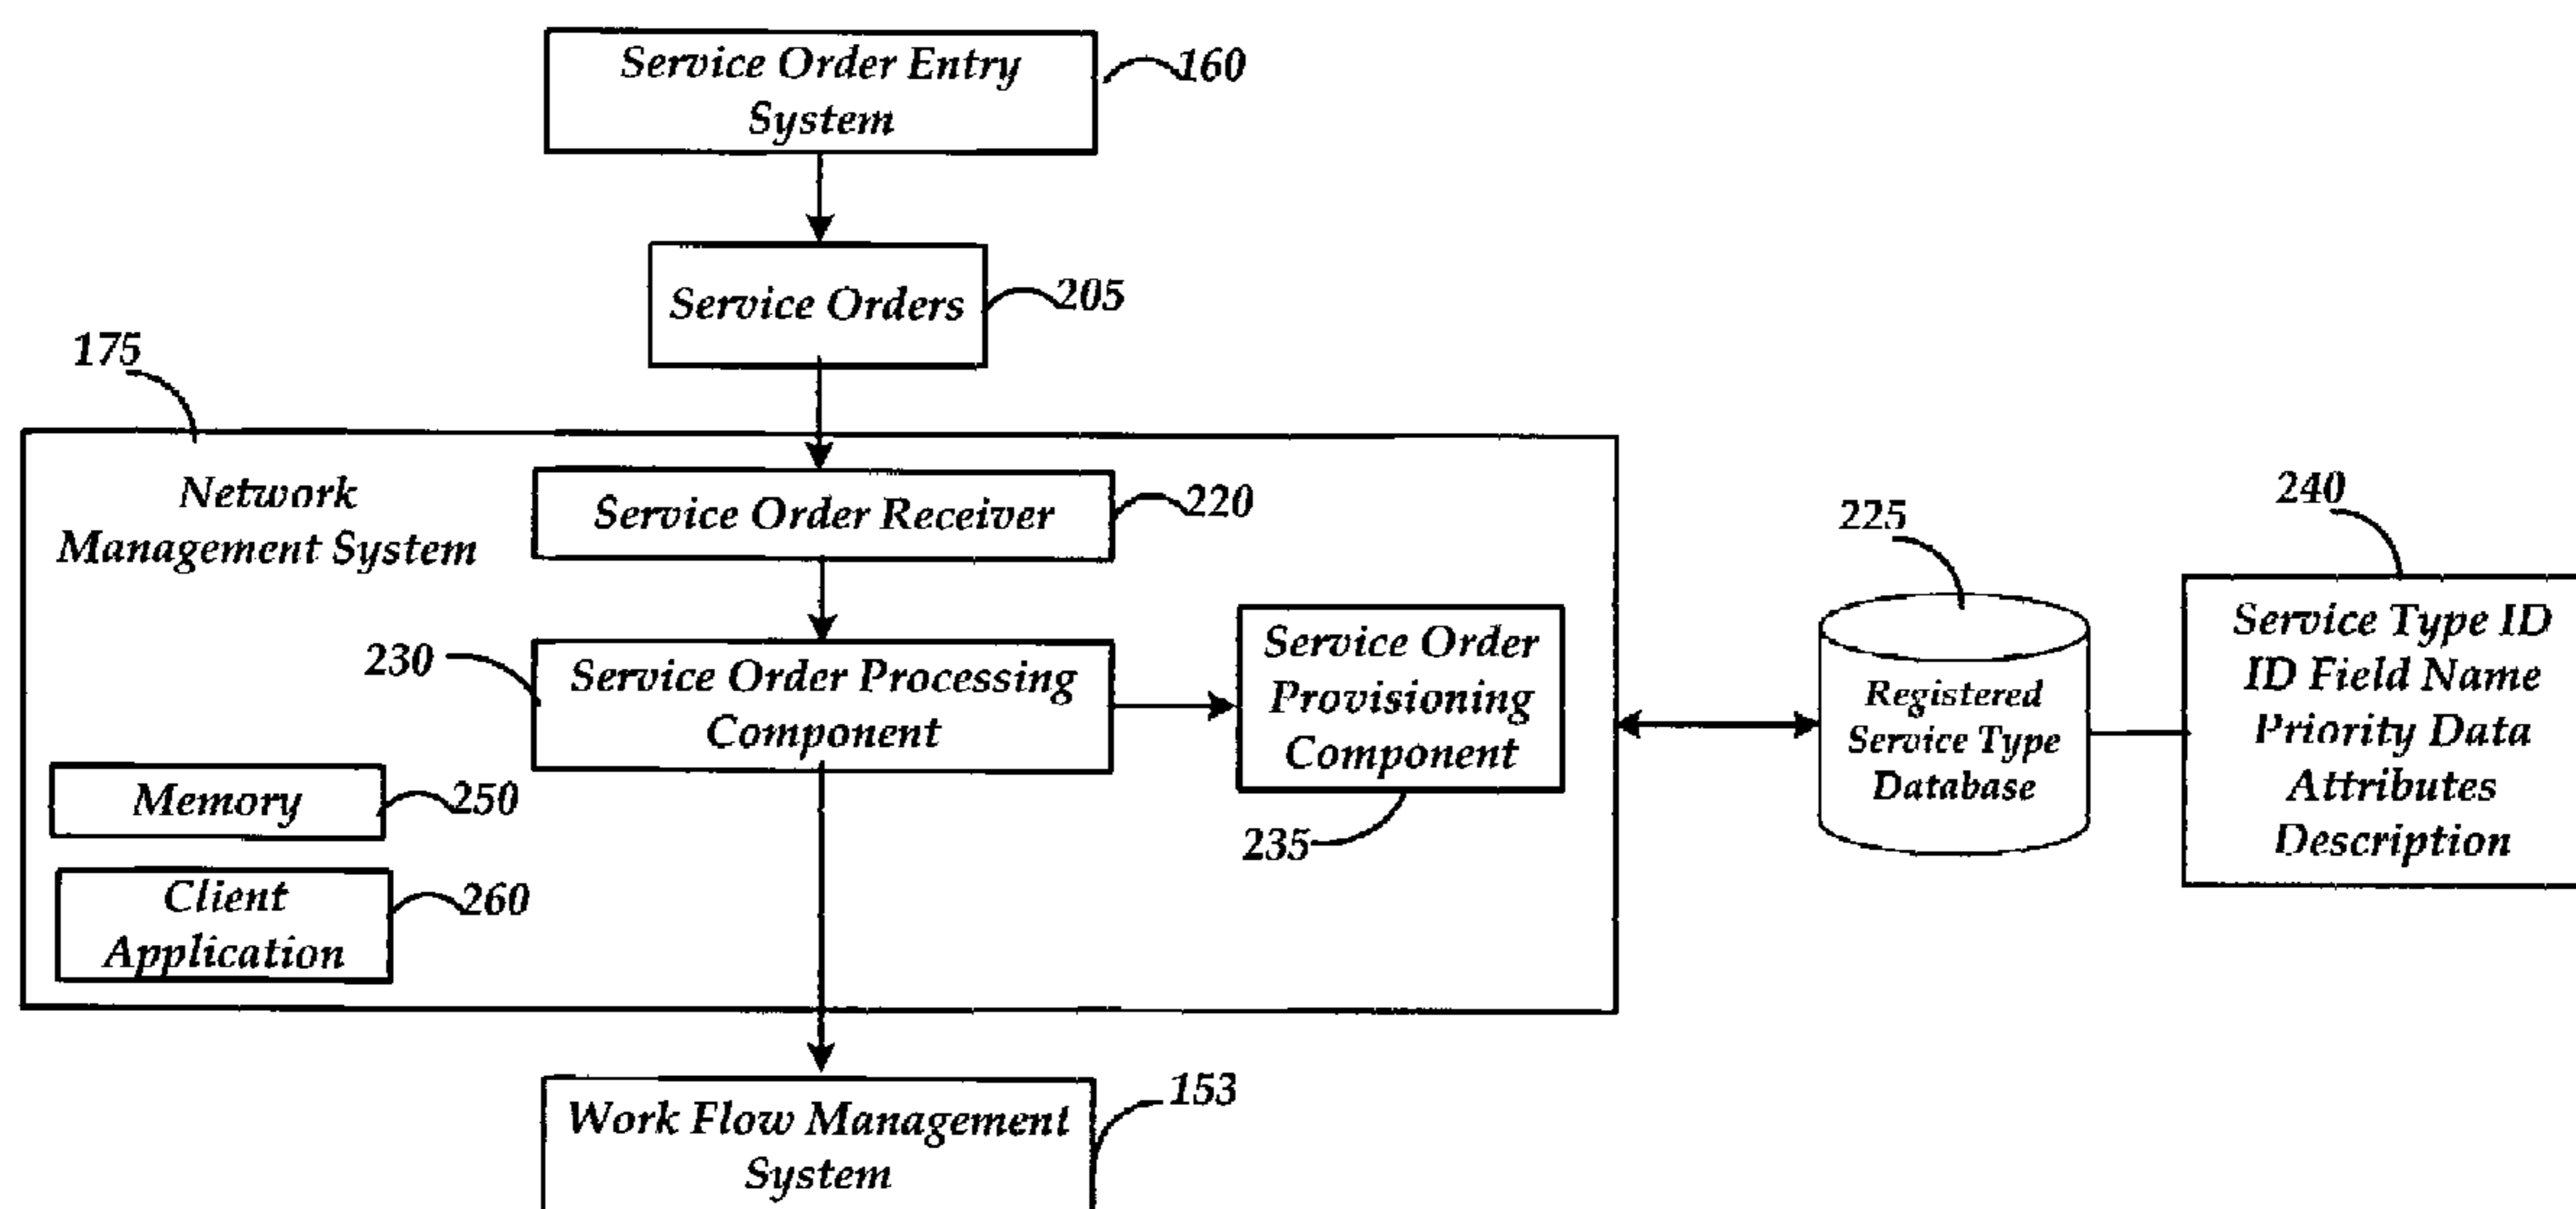 Service Order Entry
System
160
Service Orders
205
175
Network
Management System
Service Order Receiver
220
230
Service Order Processing
Component
Service Order
Provisioning
Component
235
Memory
250
Client
Application
260
225
Registered
Service Type
Database
240
Service Type ID
ID Field Name
Priority Data
Attributes
Description
Work Flow Management
System
153